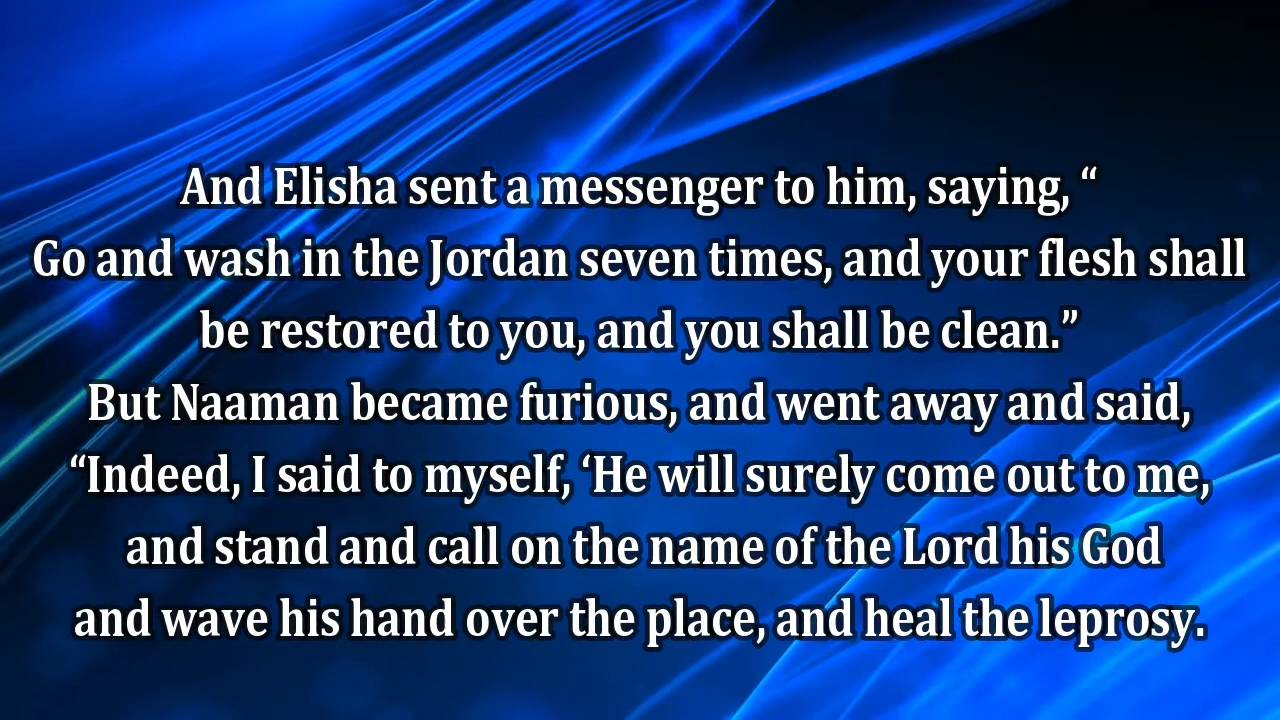 And Elisha sent a messenger to him, saying, “
Go and wash in the Jordan seven times, and your flesh shall
be restored to you, and you shall be clean.”
But Naaman became furious, and went away and said,
“Indeed, I said to myself, ‘He will surely come out to me,
and stand and call on the name of the Lord his God
and wave his hand over the place, and heal the leprosy.